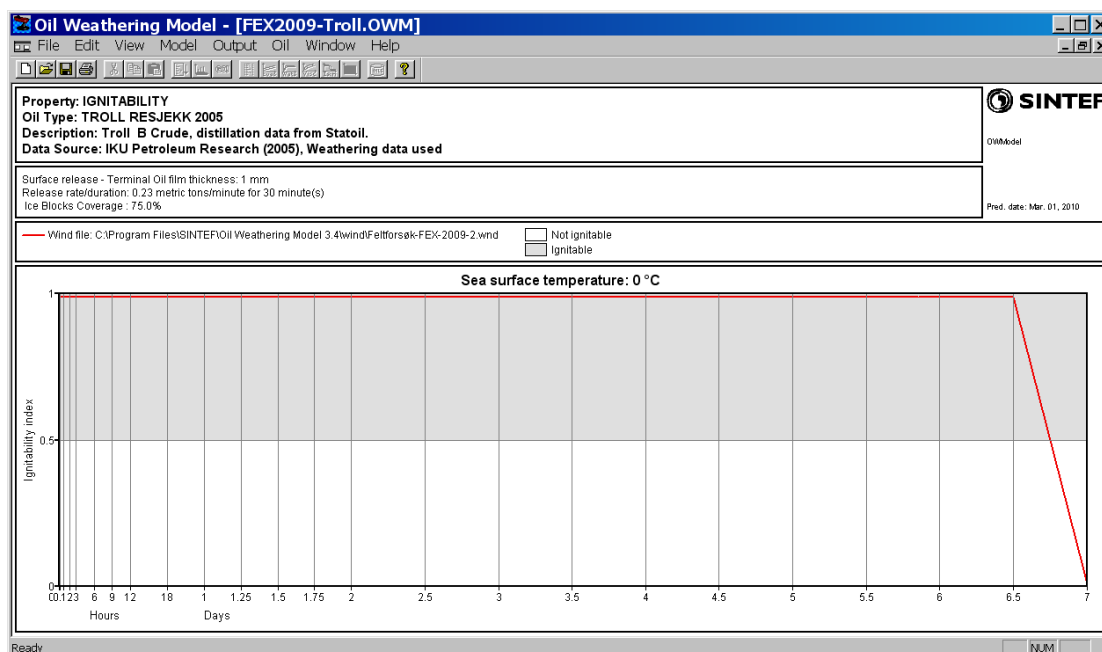 Oil Weathering Model - [FEX2009-Troll.OWM]
File Edit View Model Output Oil Window Help
Property: IGNITABILITY
Oil Type: TROLL RESJEKK 2005
Description: Troll B Crude, distillation data from Statoil.
Data Source: IKU Petroleum Research (2005), Weathering data used
SINTEF
OWModel
Pred. date: Mar. 01, 2010
Surface release - Terminal Oil film thickness: 1 mm
Release rate/duration: 0.23 metric tons/minute for 30 minute(s)
Ice Blocks Coverage : 75.0%
Wind file: C:\Program Files\SINTEF\Oil Weathering Model 3.4\wind\Feltforsøk-FEX-2009-2.wnd
Not ignitable
Ignitable
Sea surface temperature: 0 °C
Ignitability index
1
0.5
0
00.123 6 9 12 18 1 1.25 1.5 1.75 2 2.5 3 3.5 4 4.5 5 5.5 6 6.5 7
Hours Days
Ready NUM